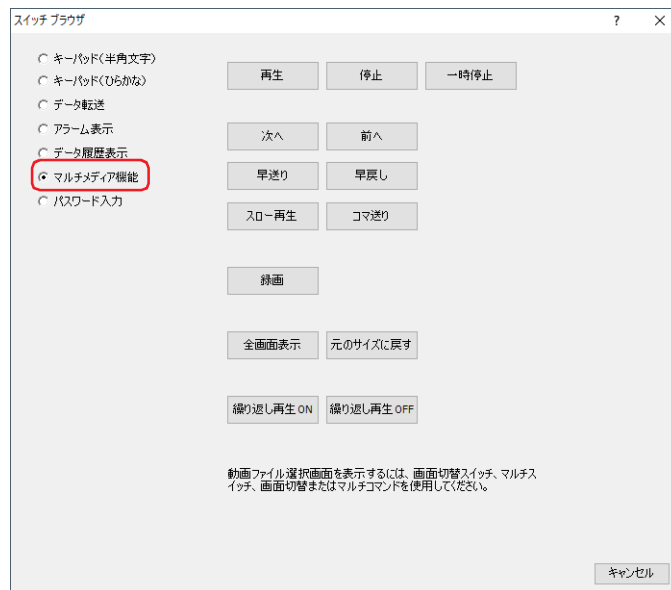 スイッチ ブラウザ
?
×
キーパッド(半角文字)
キーパッド(ひらかな)
データ転送
アラーム表示
データ履歴表示
マルチメディア機能
パスワード入力
再生 停止 一時停止
次へ 前へ
早送り 早戻し
スロー再生 コマ送り
録画
全画面表示 元のサイズに戻す
繰り返し再生ON 繰り返し再生OFF
動画ファイル選択画面を表示するには、画面切替スイッチ、マルチス
イッチ、画面切替またはマルチコマンドを使用してください。
キャンセル